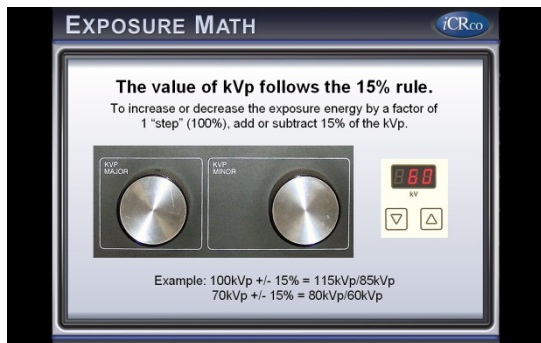 EXPOSURE MATH
iCRco
The value of kVp follows the 15% rule.
To increase or decrease the exposure energy by a factor of
1 “step” (100%), add or subtract 15% of the kVp.
KVP
MAJOR
KVP
MINOR
60
kV
Example: 100kVp +/- 15% = 115kVp/85kVp
70kVp +/- 15% = 80kVp/60kVp